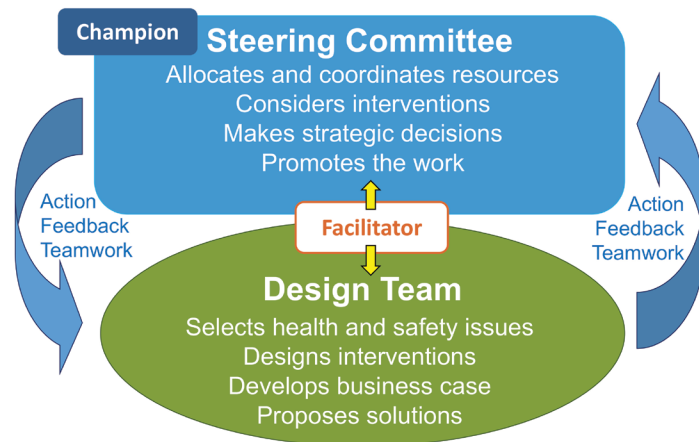 Champion
Steering Committee
Allocates and coordinates resources
Considers interventions
Makes strategic decisions
Promotes the work
Action
Feedback
Teamwork
Facilitator
Action
Feedback
Teamwork
Design Team
Selects health and safety issues
Designs interventions
Develops business case
Proposes solutions